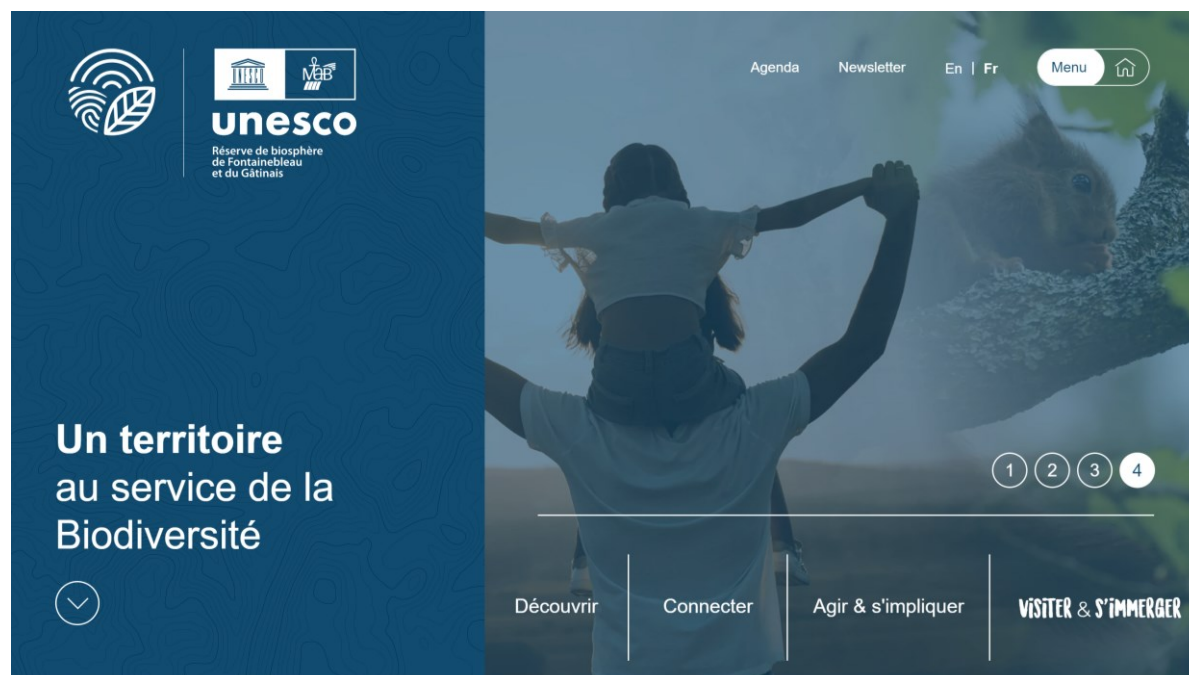 MAB
unesco
Réserve de biosphère
de Fontainebleau
et du Gâtinais
Agenda
Newsletter
En | Fr
Menu
Un territoire
au service de la
Biodiversité
1 2 3 4
Découvrir
Connecter
Agir & s'impliquer
VISITER & S'IMMERGER